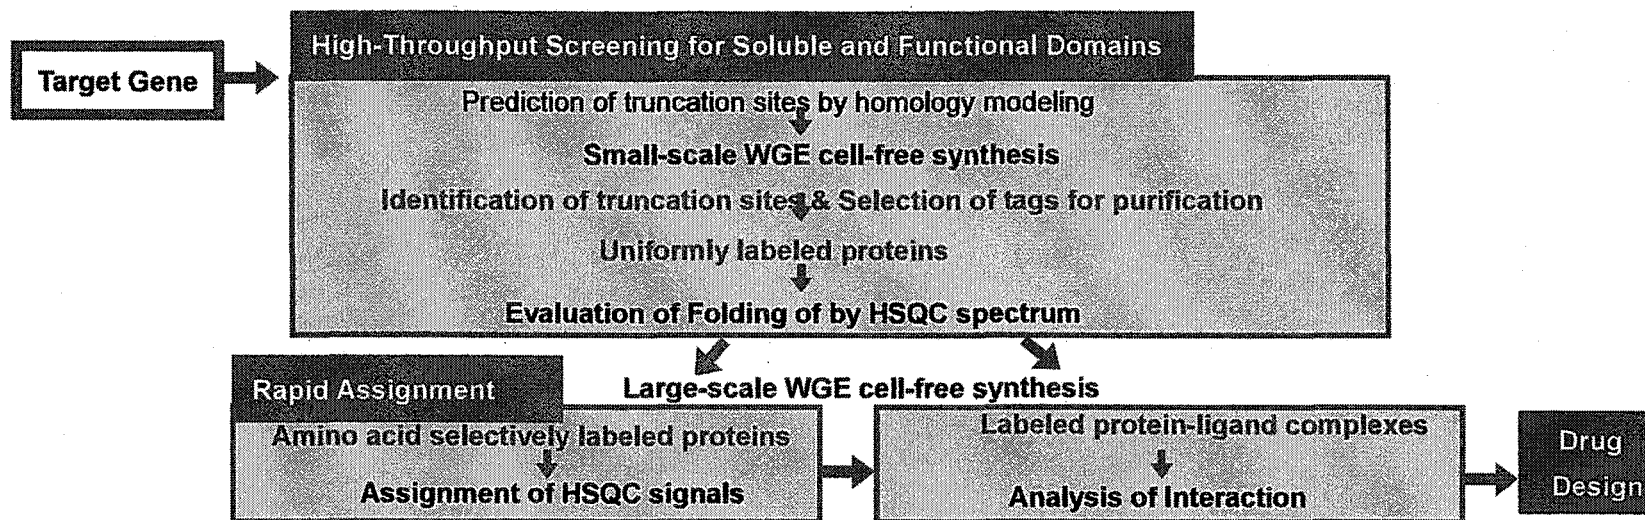 High-Throughput Screening for Soluble and Functional Domains
Target Gene
Prediction of truncation sites by homology modeling
Small-scale WGE cell-free synthesis
Identification of truncation sites & Selection of tags for purification
Uniformly labeled proteins
Evaluation of Folding of by HSQC spectrum
Large-scale WGE cell-free synthesis
Rapid Assignment
Amino acid selectively labeled proteins
Assignment of HSQC signals
Labeled protein-ligand complexes
Analysis of Interaction
Drug
Design